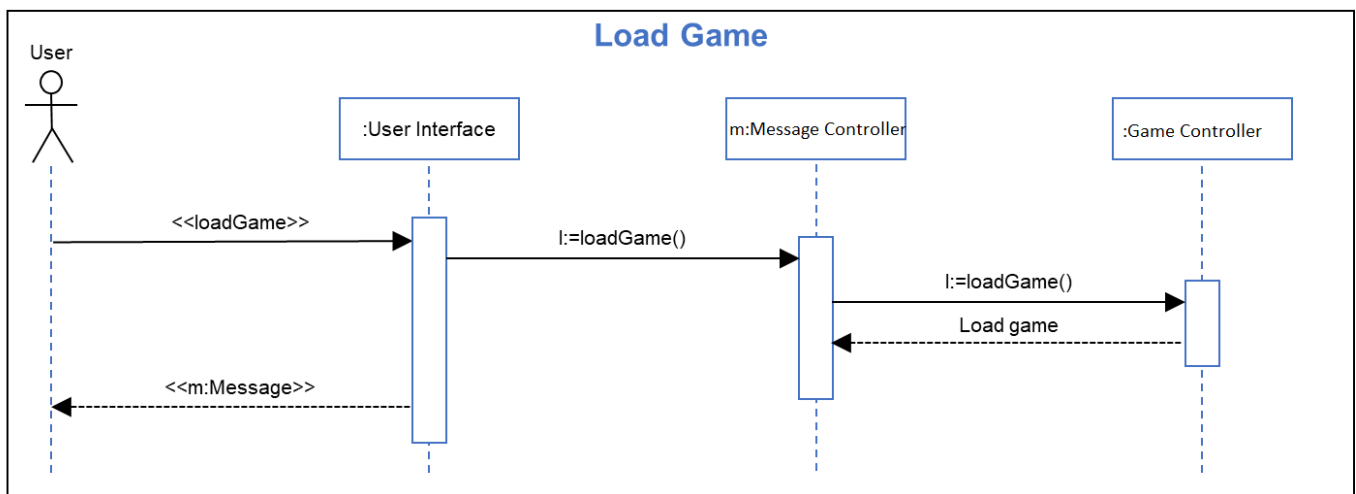 Load Game
User
:User Interface
m:Message Controller
:Game Controller
<<loadGame>>
l:=loadGame()
l:=loadGame()
Load game
<<m:Message>>